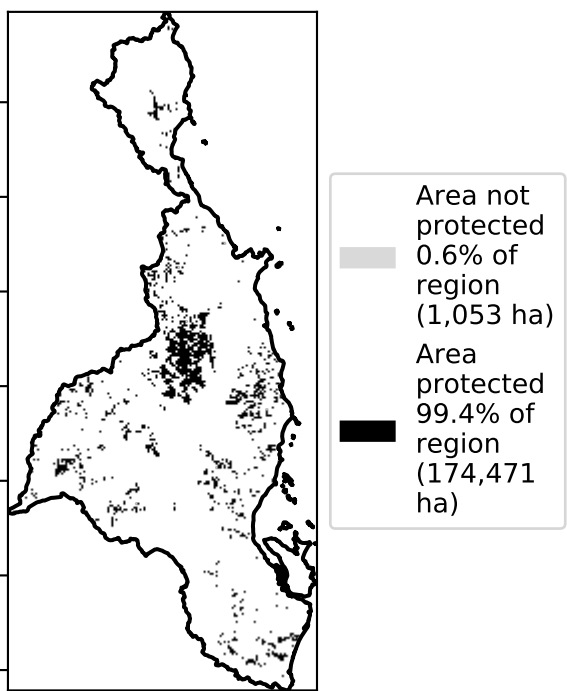 Area not
protected
0.6% of
region
(1,053 ha)
Area
protected
99.4% of
region
(174,471
ha)